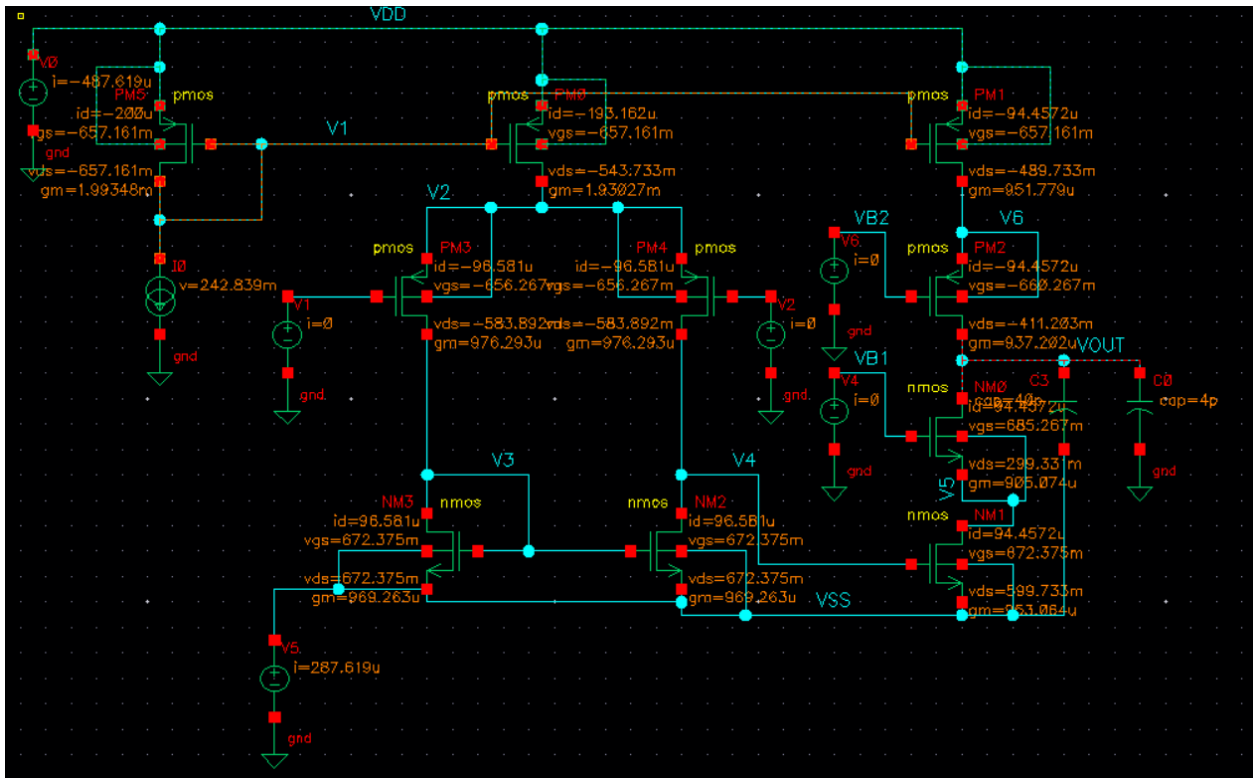 VDD
V0
i=-487.619u
PM5
pmos
id=-200u
vgs=-657.161m
vds=-657.161m
gm=1.99348m
gnd
V1
pmos
PM0
id=-193.162u
vgs=-657.161m
vds=-543.733m
gm=1.93027m
pmos
PM1
id=-94.4572u
vgs=-657.161m
vds=-489.733m
gm=951.779u
V2
I0
v=242.839m
gnd
pmos
PM3
id=-96.581u
vgs=-656.267m
vds=-583.892m
gm=976.293u
V1
i=0
gnd
PM4
pmos
id=-96.581u
vgs=-656.267m
vds=-583.892m
gm=976.293u
V2
i=0
gnd
VB2
V6
V6
i=0
gnd
pmos
PM2
id=-94.4572u
vgs=-660.267m
vds=-411.203m
gm=937.202u
VB1
V4
i=0
gnd
VOUT
nmos
NM0
94.4572u
vgs=685.267m
vds=299.331m
gm=905.074u
C3
C0
cap=4p
gnd
V5
V3
V4
NM3
nmos
id=96.581u
vgs=672.375m
vds=672.375m
gm=969.263u
nmos
NM2
id=96.581u
vgs=672.375m
vds=672.375m
gm=969.263u
nmos
NM1
id=94.4572u
vgs=672.375m
vds=599.733m
gm=953.064u
VSS
V5
i=287.619u
gnd